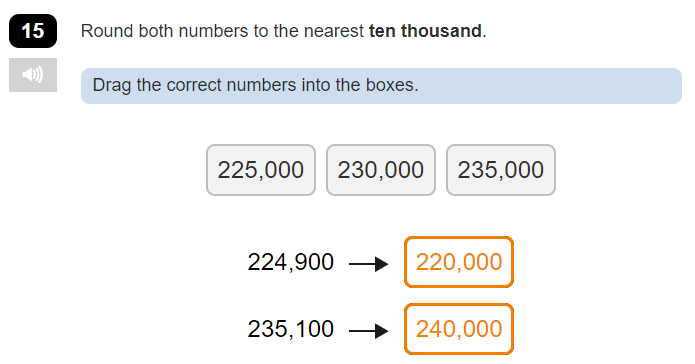 15 Round both numbers to the nearest ten thousand.
Drag the correct numbers into the boxes.
225,000 230,000 235,000
224,900 → 220,000
235,100 → 240,000